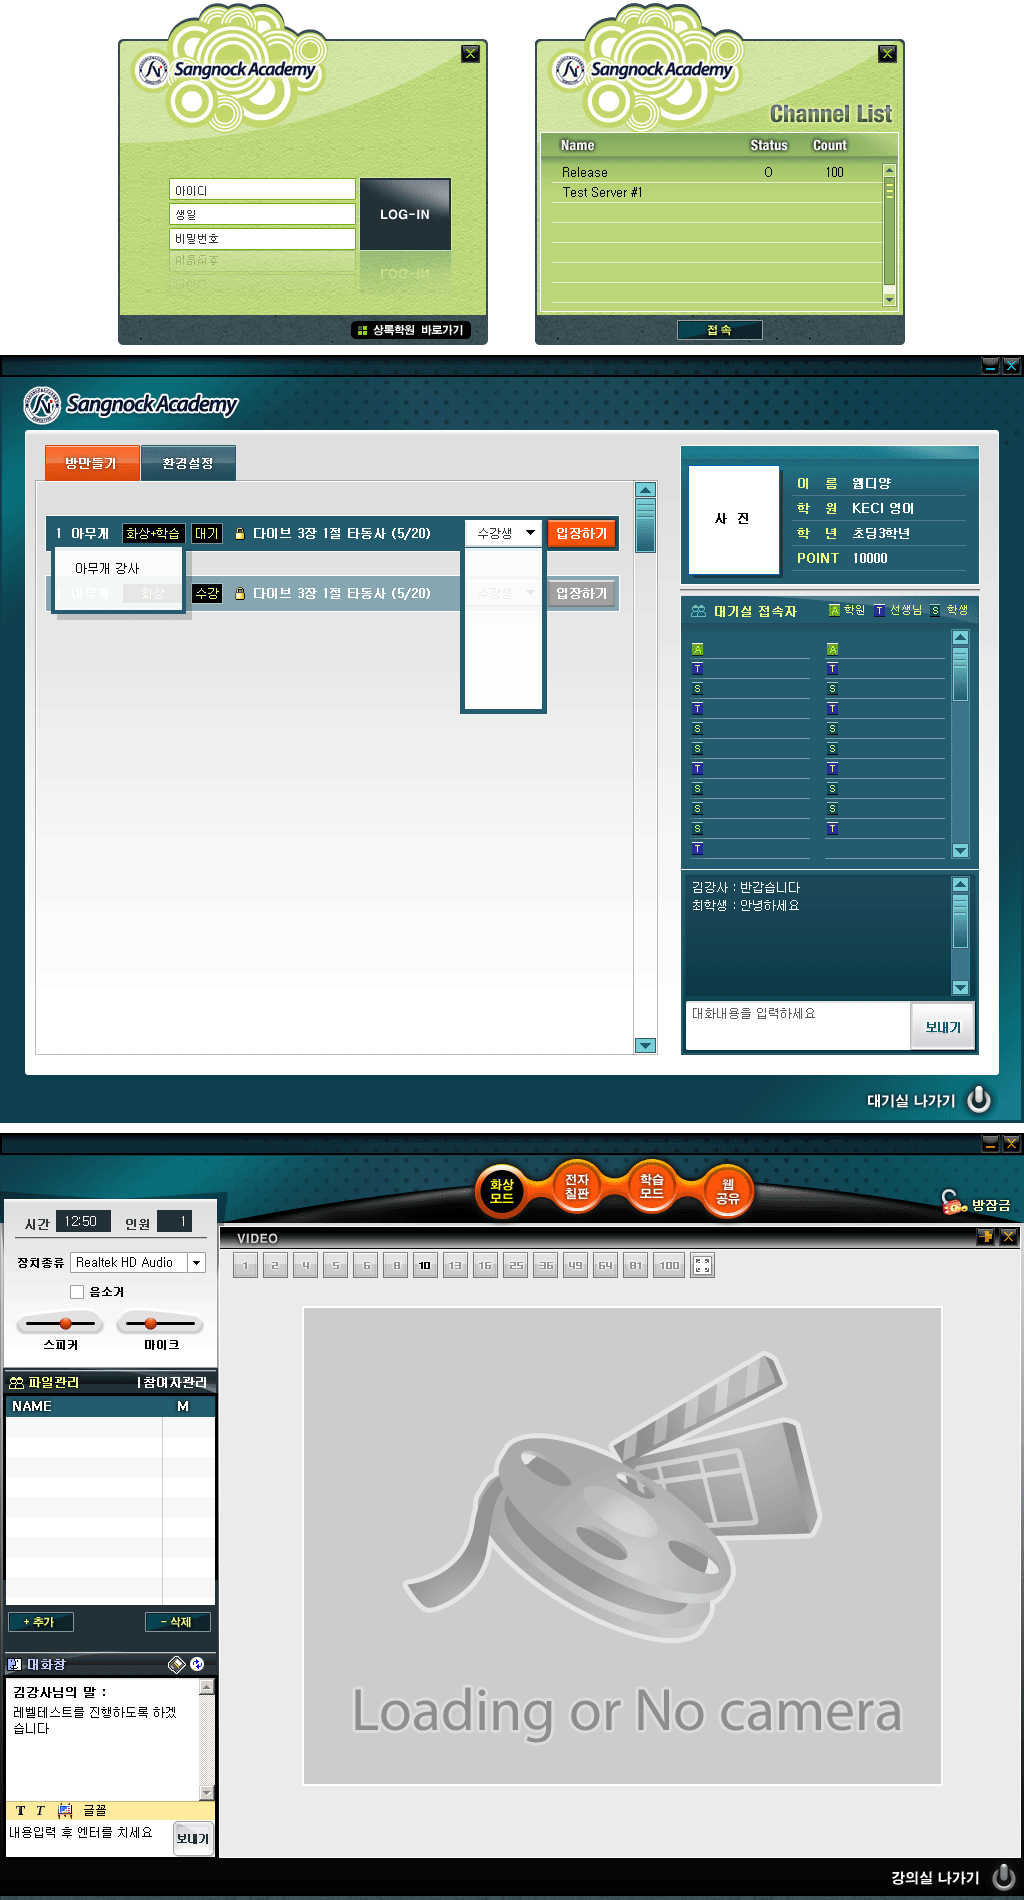 Sangnock Academy
아이디
생일
비밀번호
LOG-IN
상록학원 바로가기
Sangnock Academy
Channel List
Name Status Count
Release O 100
Test Server #1
접속
Sangnock Academy
방만들기 환경설정
1 아무개 화상+학습 대기 다이브 3장 1절 타동사 (5/20) 수강생 입장하기
아무개 강사
아무개 화상 수강 다이브 3장 1절 타동사 (5/20) 수강생 입장하기
사 진
이 름 웹디양
학 원 KECI 영어
학 년 초딩3학년
POINT 10000
대기실 접속자 A 학원 T 선생님 S 학생
A A
T T
S S
T T
S S
S S
T T
S S
S S
S T
T
김강사 : 반갑습니다
최학생 : 안녕하세요
대화내용을 입력하세요 보내기
대기실 나가기
화상모드 전자칠판 학습모드 웹공유
방잠금
시간 12:50 인원 1
장치종류 Realtek HD Audio
음소거
스피커 마이크
파일관리 참여자관리
NAME M
+ 추가 - 삭제
대화창
김강사님의 말 :
레벨테스트를 진행하도록 하겠
습니다
T T 글꼴
내용입력 후 엔터를 치세요 보내기
VIDEO
1 2 4 5 6 8 10 13 16 25 36 49 64 81 100
Loading or No camera
강의실 나가기